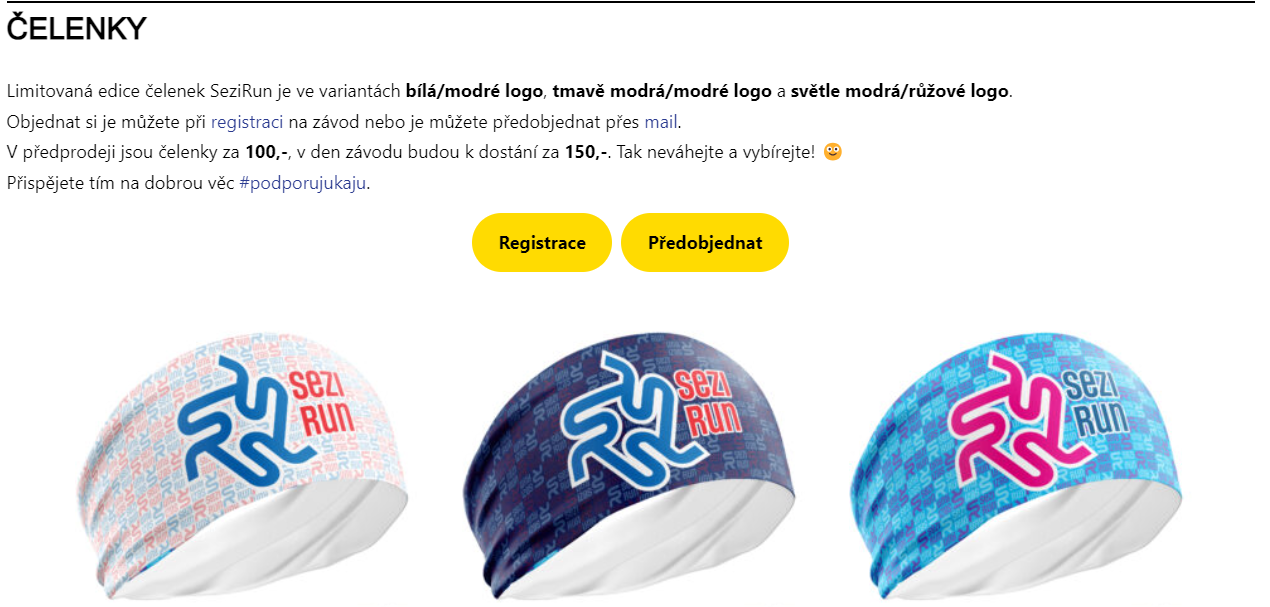 ČELENKY
Limitovaná edice čelenek SeziRun je ve variantách bílá/modré logo, tmavě modrá/modré logo a světle modrá/růžové logo.
Objednat si je můžete při registraci na závod nebo je můžete předobjednat přes mail.
V předprodeji jsou čelenky za 100,-, v den závodu budou k dostání za 150,-. Tak neváhejte a vybírejte! 🙂
Přispějete tím na dobrou věc #podporujukaju.
Registrace Předobjednat
SEZI
RUN
SEZI
RUN
SEZI
RUN